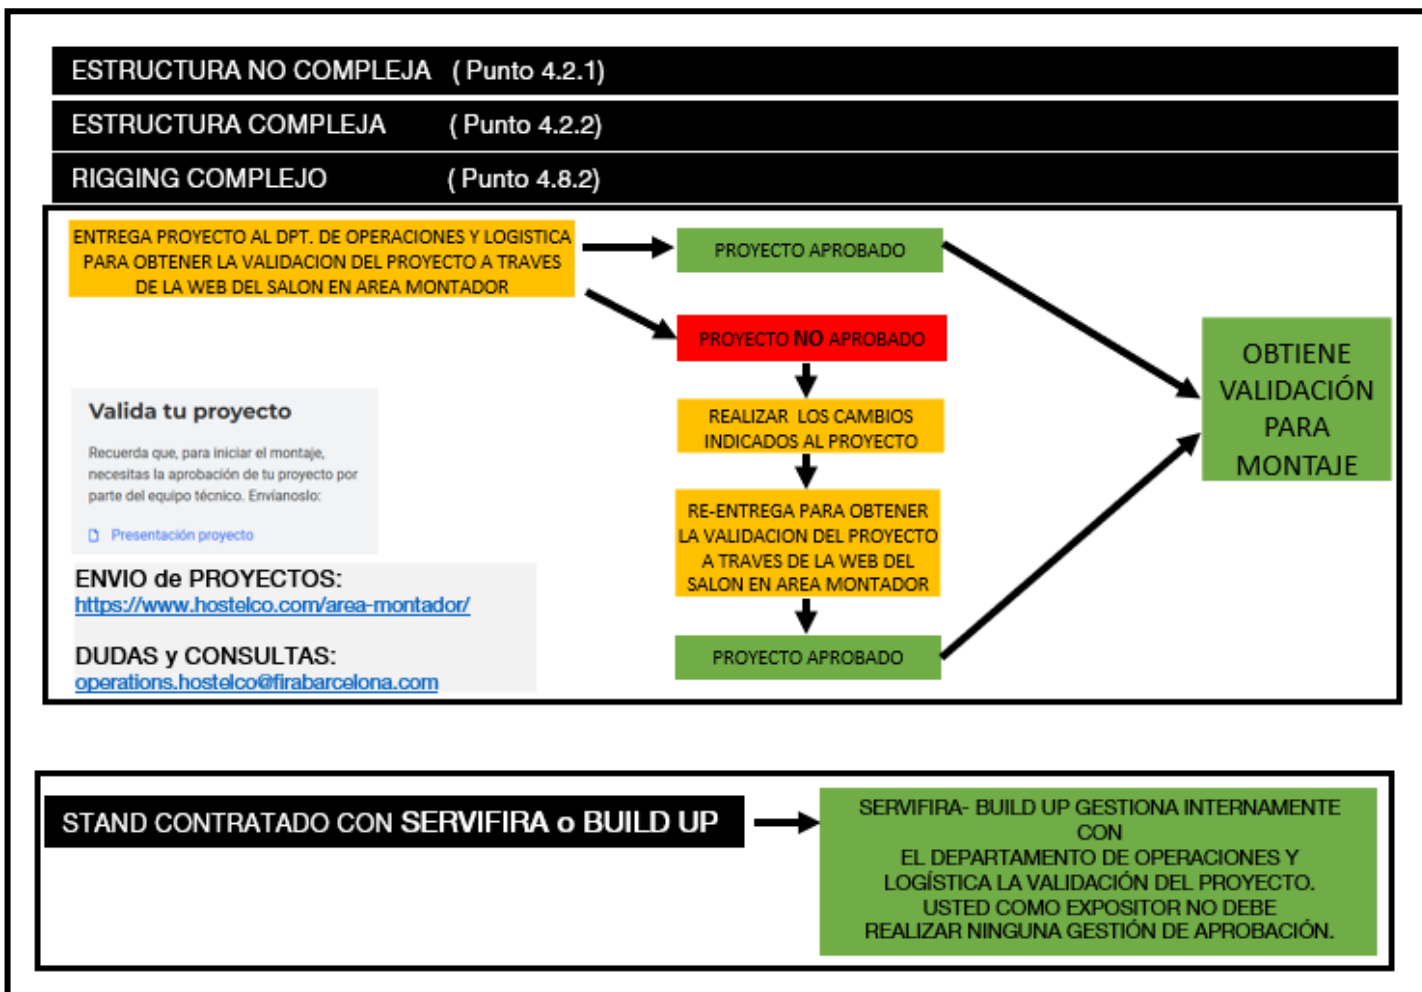 ESTRUCTURA NO COMPLEJA ( Punto 4.2.1)
ESTRUCTURA COMPLEJA ( Punto 4.2.2)
RIGGING COMPLEJO ( Punto 4.8.2)
ENTREGA PROYECTO AL DPT. DE OPERACIONES Y LOGISTICA
PARA OBTENER LA VALIDACION DEL PROYECTO A TRAVES
DE LA WEB DEL SALON EN AREA MONTADOR
PROYECTO APROBADO
PROYECTO NO APROBADO
REALIZAR LOS CAMBIOS
INDICADOS AL PROYECTO
RE-ENTREGA PARA OBTENER
LA VALIDACION DEL PROYECTO
A TRAVES DE LA WEB DEL
SALON EN AREA MONTADOR
PROYECTO APROBADO
OBTIENE
VALIDACIÓN
PARA
MONTAJE
Valida tu proyecto
Recuerda que, para iniciar el montaje,
necesitas la aprobación de tu proyecto por
parte del equipo técnico. Envíanoslo:
Presentación proyecto
ENVIO de PROYECTOS:
https://www.hostelco.com/area-montador/
DUDAS y CONSULTAS:
operations.hostelco@firabarcelona.com
STAND CONTRATADO CON SERVIFIRA o BUILD UP
SERVIFIRA- BUILD UP GESTIONA INTERNAMENTE
CON
EL DEPARTAMENTO DE OPERACIONES Y
LOGÍSTICA LA VALIDACIÓN DEL PROYECTO.
USTED COMO EXPOSITOR NO DEBE
REALIZAR NINGUNA GESTIÓN DE APROBACIÓN.